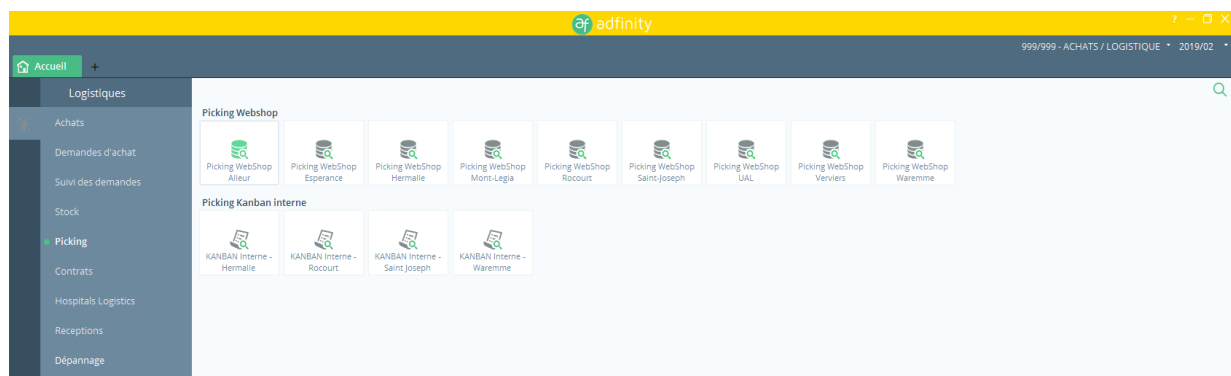 af adfinity
? 
999/999 - ACHATS / LOGISTIQUE 2019/02
Accueil +
Logistiques
Achats
Demandes d'achat
Suivi des demandes
Stock
Picking
Contrats
Hospitals Logistics
Receptions
Dépannage
Picking Webshop
Picking WebShop
Alleur
Picking WebShop
Esperance
Picking WebShop
Hermalle
Picking WebShop
Mont-Legia
Picking WebShop
Rocourt
Picking WebShop
Saint-Joseph
Picking WebShop
UAL
Picking WebShop
Verviers
Picking WebShop
Waremme
Picking Kanban interne
KANBAN Interne -
Hermalle
KANBAN Interne -
Rocourt
KANBAN Interne -
Saint Joseph
KANBAN Interne -
Waremme